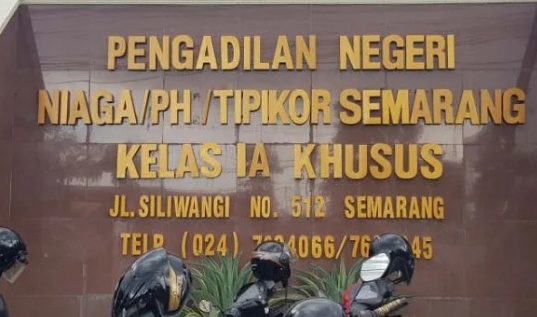 PENGADILAN NEGERI
NIAGA/PH /TIPIKOR SEMARANG
KELAS IA KHUSUS
JL.SILIWANGI NO. 512 SEMARANG
TELP. (024)